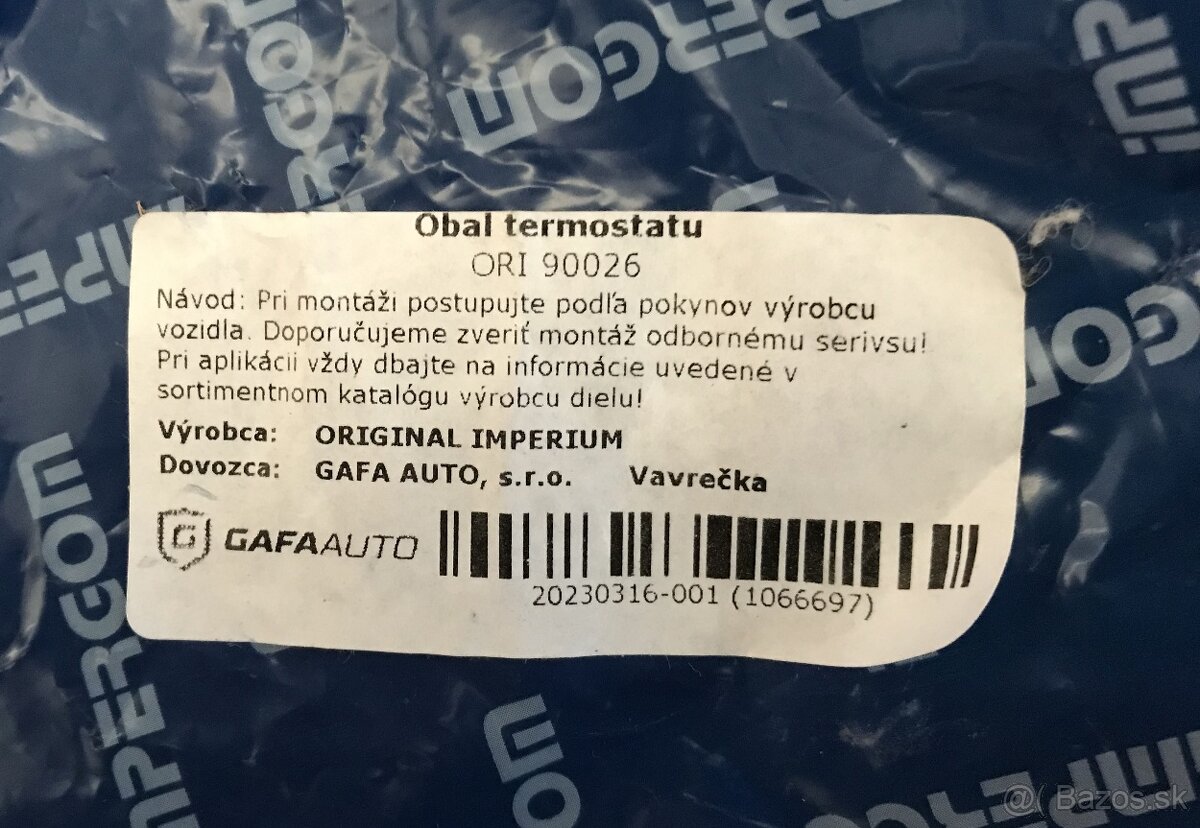 Obal termostatu
ORI 90026
Návod: Pri montáži postupujte podľa pokynov výrobcu
vozidla. Doporučujeme zveriť montáž odbornému serivsu!
Pri aplikácii vždy dbajte na informácie uvedené v
sortimentnom katalógu výrobcu dielu!
Výrobca: ORIGINAL IMPERIUM
Dovozca: GAFA AUTO, s.r.o. Vavrečka
G GAFAAUTO
20230316-001 (1066697)
iMPERGOM
Bazos.sk